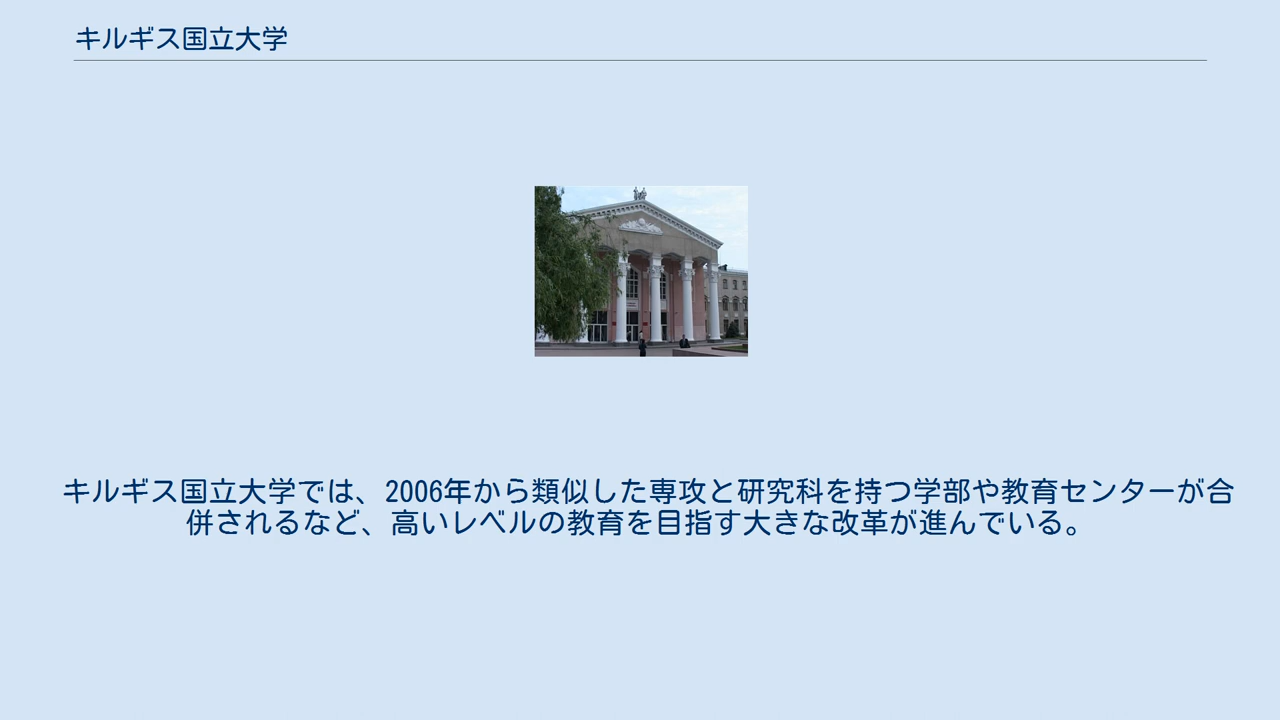 キルギス国立大学
キルギス国立大学では、2006年から類似した専攻と研究科を持つ学部や教育センターが合
併されるなど、高いレベルの教育を目指す大きな改革が進んでいる。